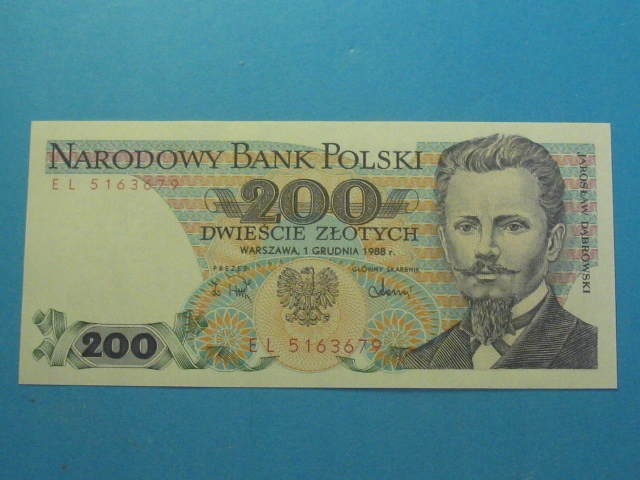 NARODOWY BANK POLSKI
EL 5163679
200
DWIEŚCIE ZŁOTYCH
WARSZAWA, 1 GRUDNIA 1988 r.
PREZES
GŁÓWNY SKARBNIK
JAROSŁAW DĄBROWSKI
200
EL 5163679